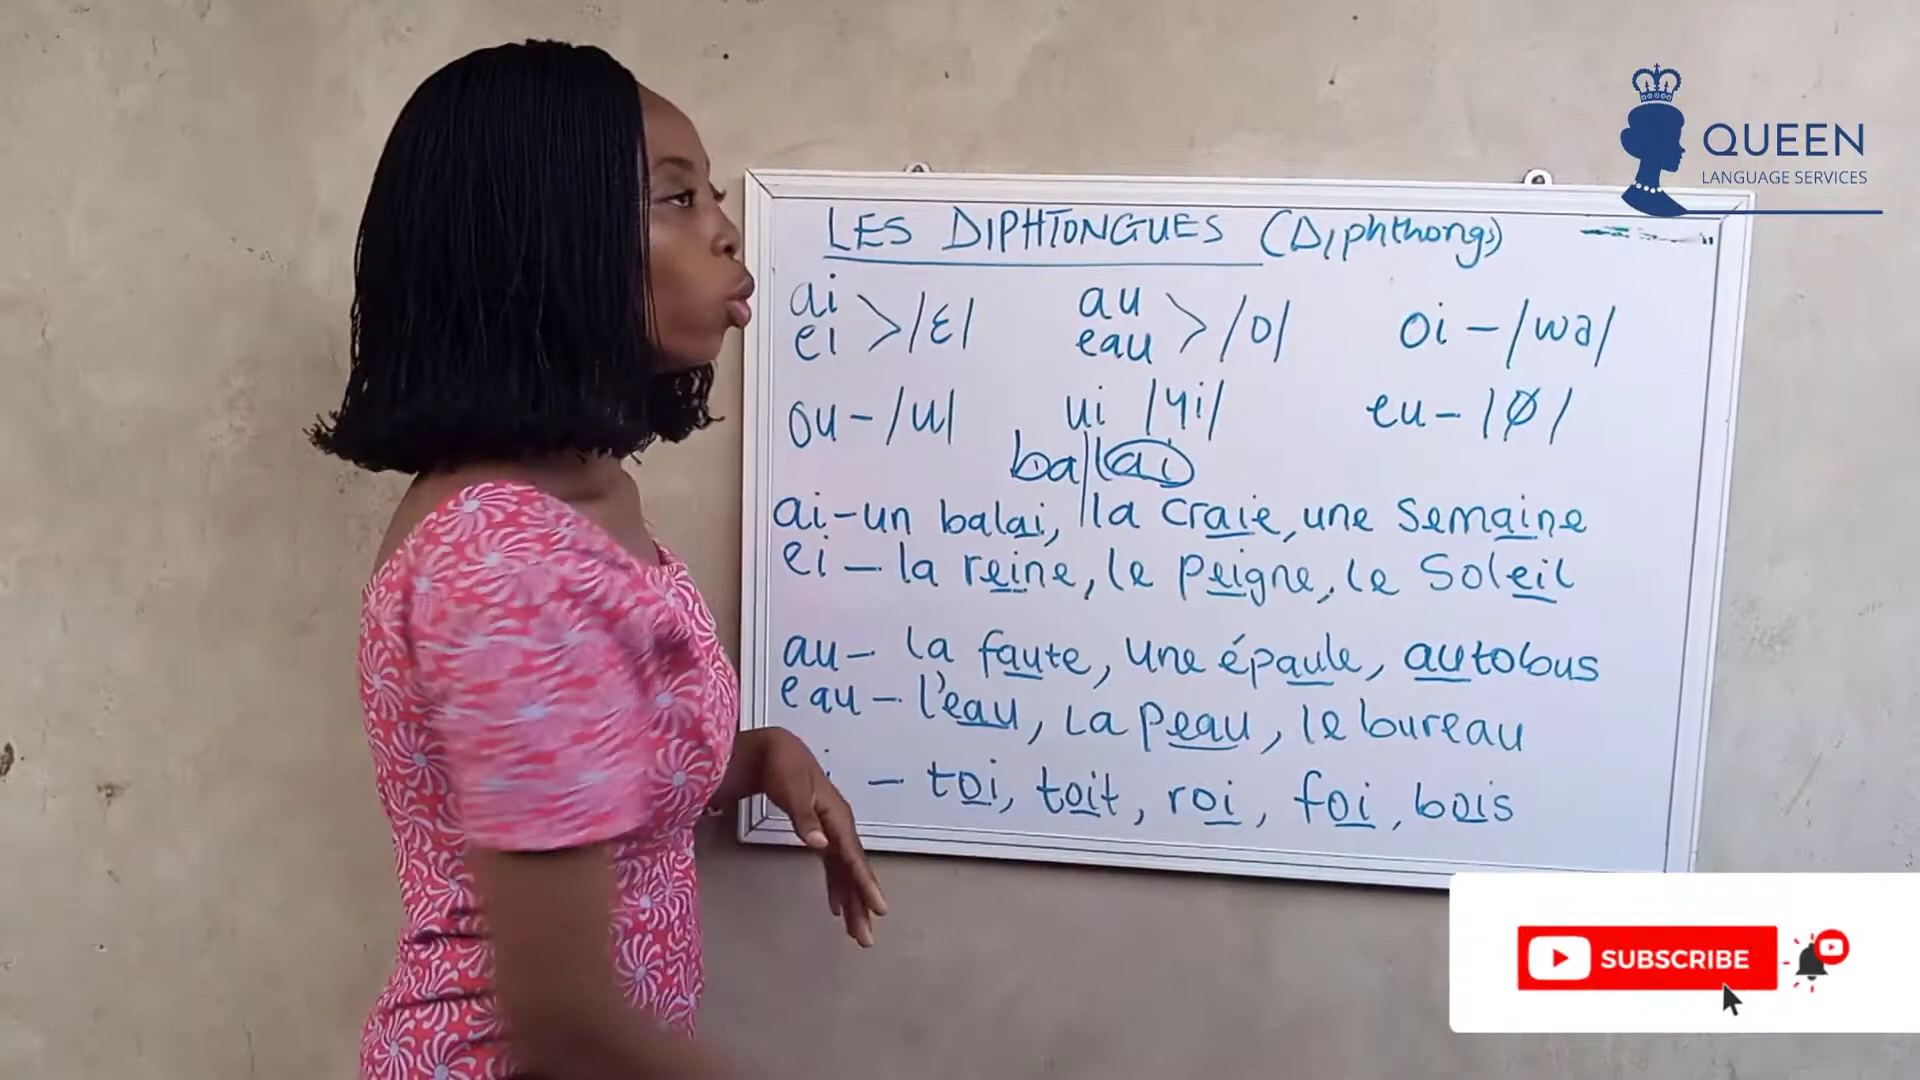 QUEEN
LANGUAGE SERVICES
LES DIPHTONGUES (Diphthongs)
ai
ei >/ɛ/
au
eau >/o/
oi – /wa/
ou – /u/
ui /ɥi/
eu – /ø/
ba/lai
ai – un balai, la craie, une semaine
ei – la reine, le peigne, le Soleil
au – la faute, une épaule, autobus
eau – l'eau, la peau, le bureau
i – toi, toit, roi, foi, bois
SUBSCRIBE